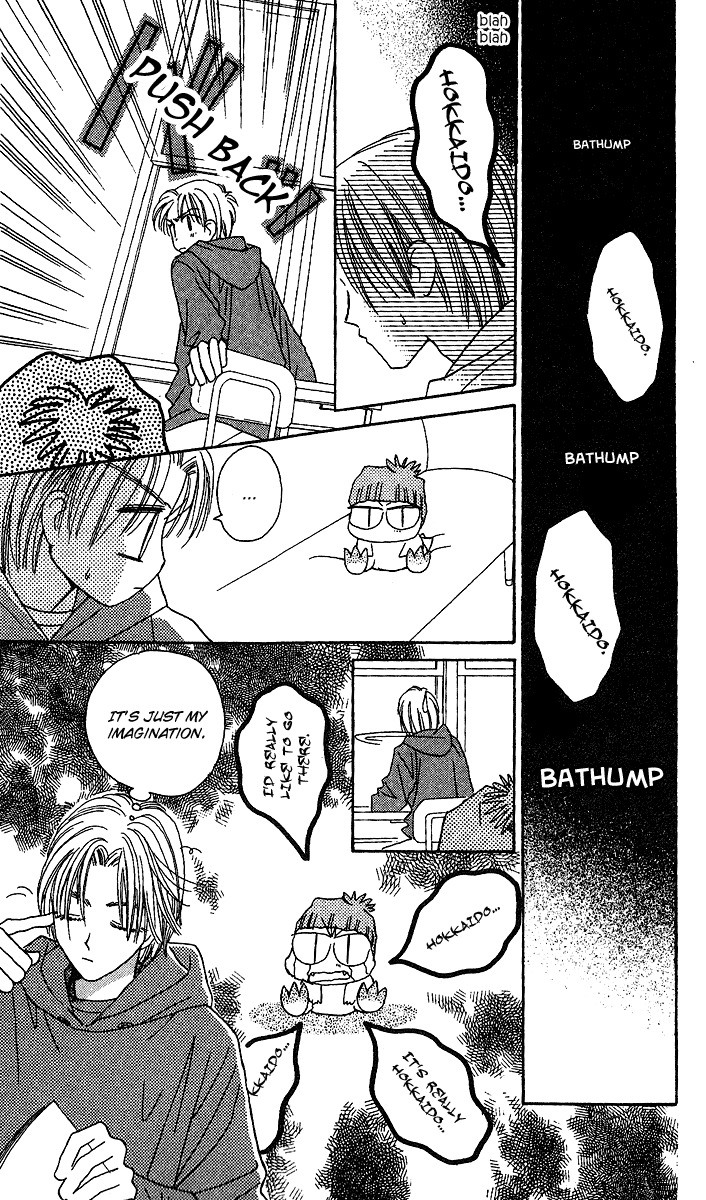 BATHUMP
HOKKAIDO.
BATHUMP
HOKKAIDO.
BATHUMP
blah
blah
HOKKAIDO...
PUSH BACK
...
IT'S JUST MY
IMAGINATION.
I'D REALLY
LIKE TO GO
THERE.
HOKKAIDO...
IT'S REALLY
HOKKAIDO...
KKAIDO...